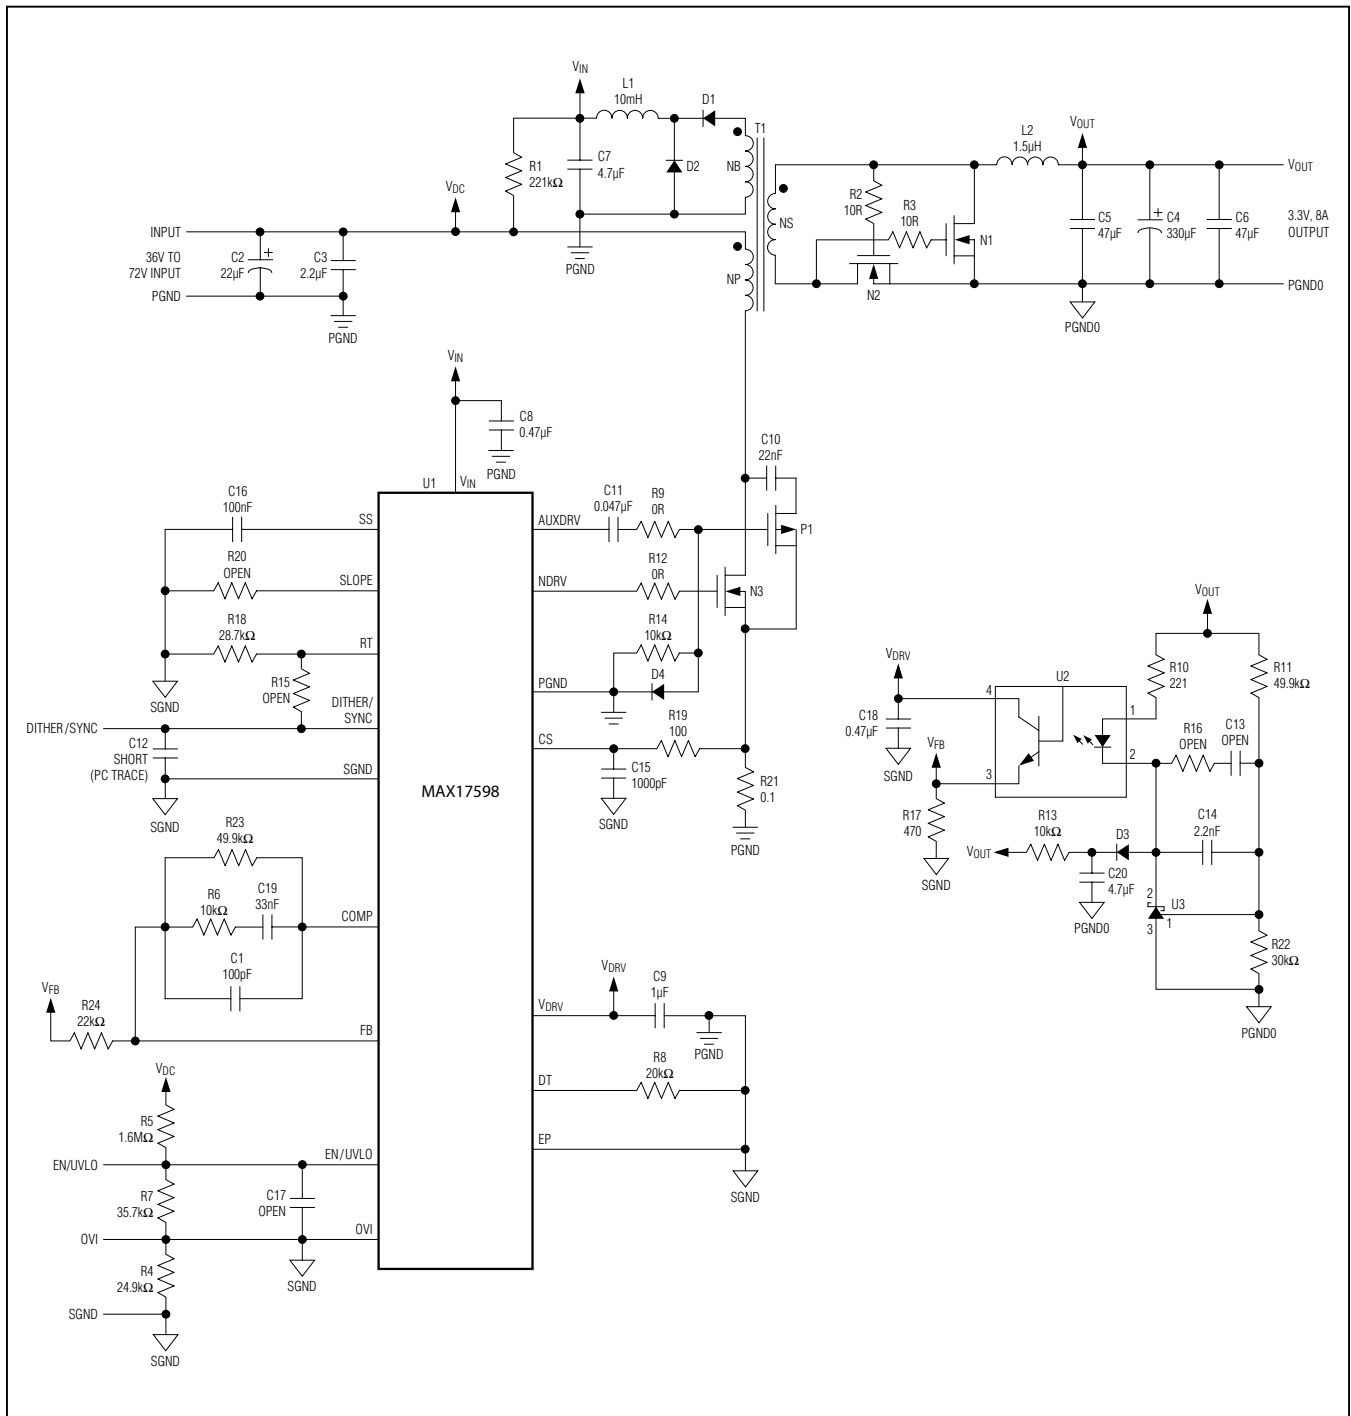 VIN
L1
10mH
D1
T1
R1
221kΩ
C7
4.7µF
D2
NB
VDC
INPUT
36V TO
72V INPUT
PGND
C2
22µF
+
C3
2.2µF
PGND
PGND
NP
NS
R2
10R
R3
10R
N1
N2
L2
1.5µH
VOUT
VOUT
C5
47µF
+
C4
330µF
C6
47µF
3.3V, 8A
OUTPUT
PGND0
PGND0
VIN
C8
0.47µF
PGND
U1
VIN
MAX17598
C16
100nF
SS
R20
OPEN
SLOPE
R18
28.7kΩ
RT
R15
OPEN
SGND
DITHER/
SYNC
DITHER/SYNC
C12
SHORT
(PC TRACE)
SGND
SGND
R23
49.9kΩ
R6
10kΩ
C19
33nF
COMP
C1
100pF
VFB
R24
22kΩ
FB
VDC
R5
1.6MΩ
EN/UVLO
EN/UVLO
R7
35.7kΩ
C17
OPEN
OVI
OVI
R4
24.9kΩ
SGND
SGND
SGND
AUXDRV
C11
0.047µF
R9
0R
C10
22nF
P1
NDRV
R12
0R
N3
R14
10kΩ
PGND
D4
CS
R19
100
C15
1000pF
SGND
R21
0.1
PGND
VDRV
VDRV
C9
1µF
PGND
DT
R8
20kΩ
EP
SGND
VOUT
R10
221
R11
49.9kΩ
VDRV
U2
4
1
C18
0.47µF
SGND
VFB
3
2
R16
OPEN
C13
OPEN
R17
470
SGND
R13
10kΩ
D3
C14
2.2nF
VOUT
C20
4.7µF
PGND0
2
U3
3
1
R22
30kΩ
PGND0